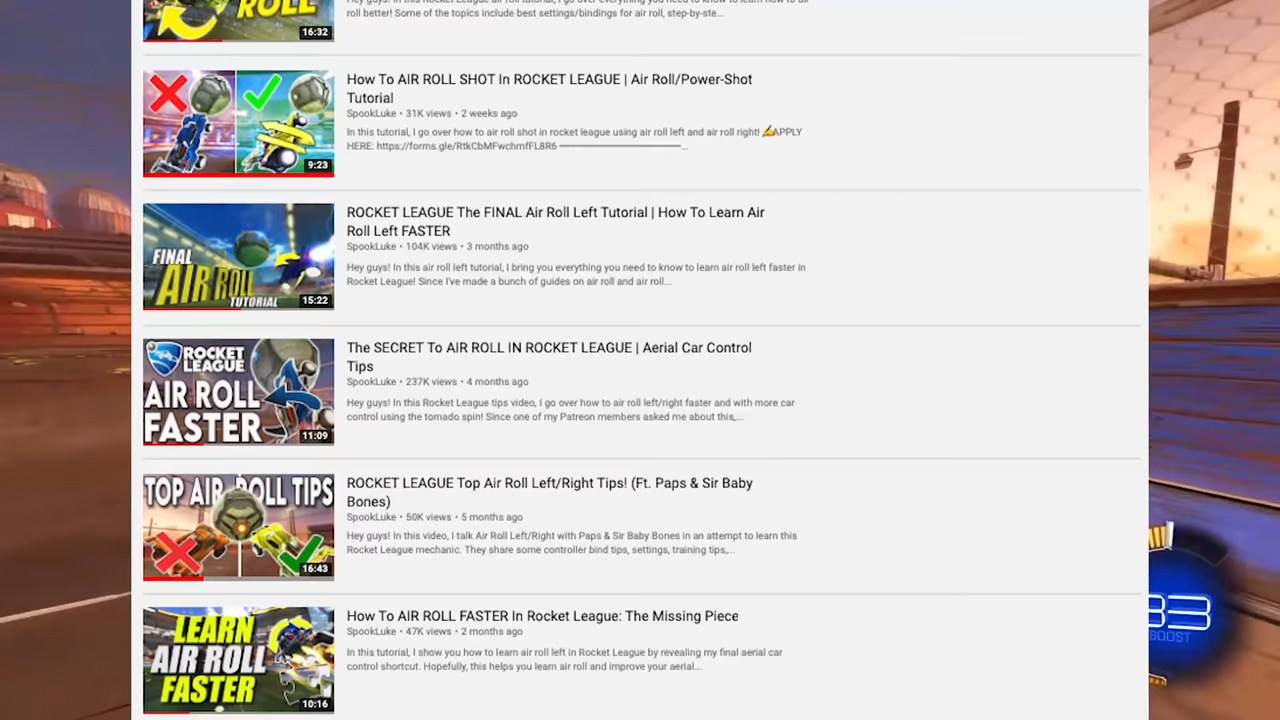 ROLL
16:32
roll better! Some of the topics include best settings/bindings for air roll, step-by-ste...
How To AIR ROLL SHOT In ROCKET LEAGUE | Air Roll/Power-Shot
Tutorial
SpookLuke • 31K views • 2 weeks ago
In this tutorial, I go over how to air roll shot in rocket league using air roll left and air roll right! ✍APPLY
HERE: https://forms.gle/RtkCbMFwchmfFL8R6 ━━━━━━━━━━━━━...
9:23
ROCKET LEAGUE The FINAL Air Roll Left Tutorial | How To Learn Air
Roll Left FASTER
SpookLuke • 104K views • 3 months ago
Hey guys! In this air roll left tutorial, I bring you everything you need to know to learn air roll left faster in
Rocket League! Since I've made a bunch of guides on air roll and air roll...
FINAL
AIR ROLL
TUTORIAL
15:22
The SECRET To AIR ROLL IN ROCKET LEAGUE | Aerial Car Control
Tips
SpookLuke • 237K views • 4 months ago
Hey guys! In this Rocket League tips video, I go over how to air roll left/right faster and with more car
control using the tornado spin! Since one of my Patreon members asked me about this,...
ROCKET
LEAGUE
AIR ROLL
FASTER
11:09
ROCKET LEAGUE Top Air Roll Left/Right Tips! (Ft. Paps & Sir Baby
Bones)
SpookLuke • 50K views • 5 months ago
Hey guys! In this video, I talk Air Roll Left/Right with Paps & Sir Baby Bones in an attempt to learn this
Rocket League mechanic. They share some controller bind tips, settings, training tips,...
TOP AIR ROLL TIPS
16:43
How To AIR ROLL FASTER In Rocket League: The Missing Piece
SpookLuke • 47K views • 2 months ago
In this tutorial, I show you how to learn air roll left in Rocket League by revealing my final aerial car
control shortcut. Hopefully, this helps you learn air roll and improve your aerial...
LEARN
AIR ROLL
FASTER
10:16
33
BOOST